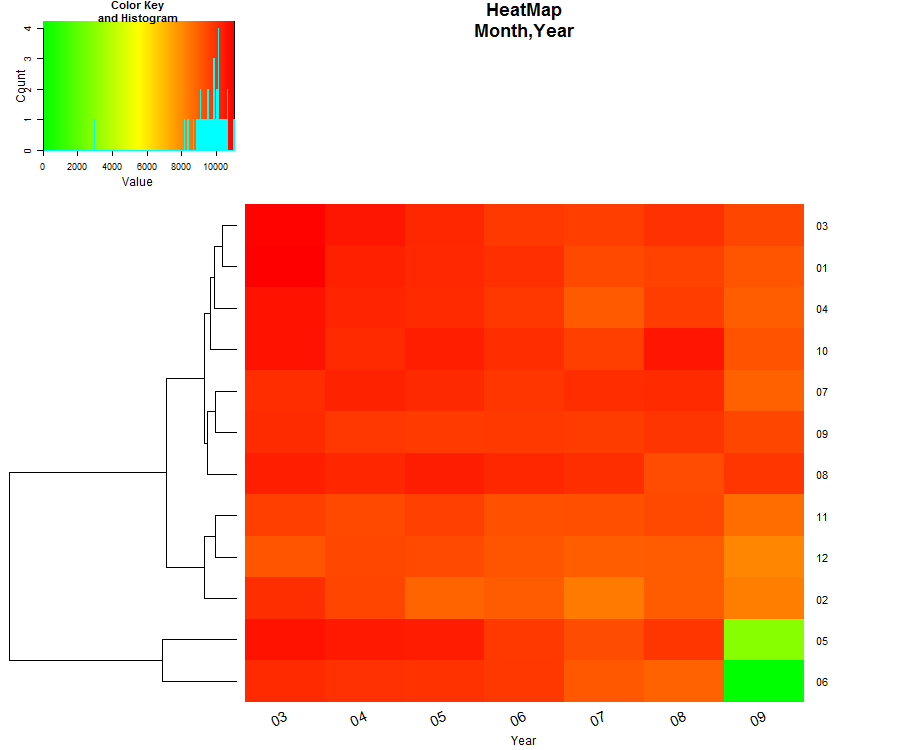 Color Key
and Histogram
HeatMap
Month,Year
Count
0 1 2 3 4
0 2000 4000 6000 8000 10000
Value
03
01
04
10
07
09
08
11
12
02
05
06
03 04 05 06 07 08 09
Year